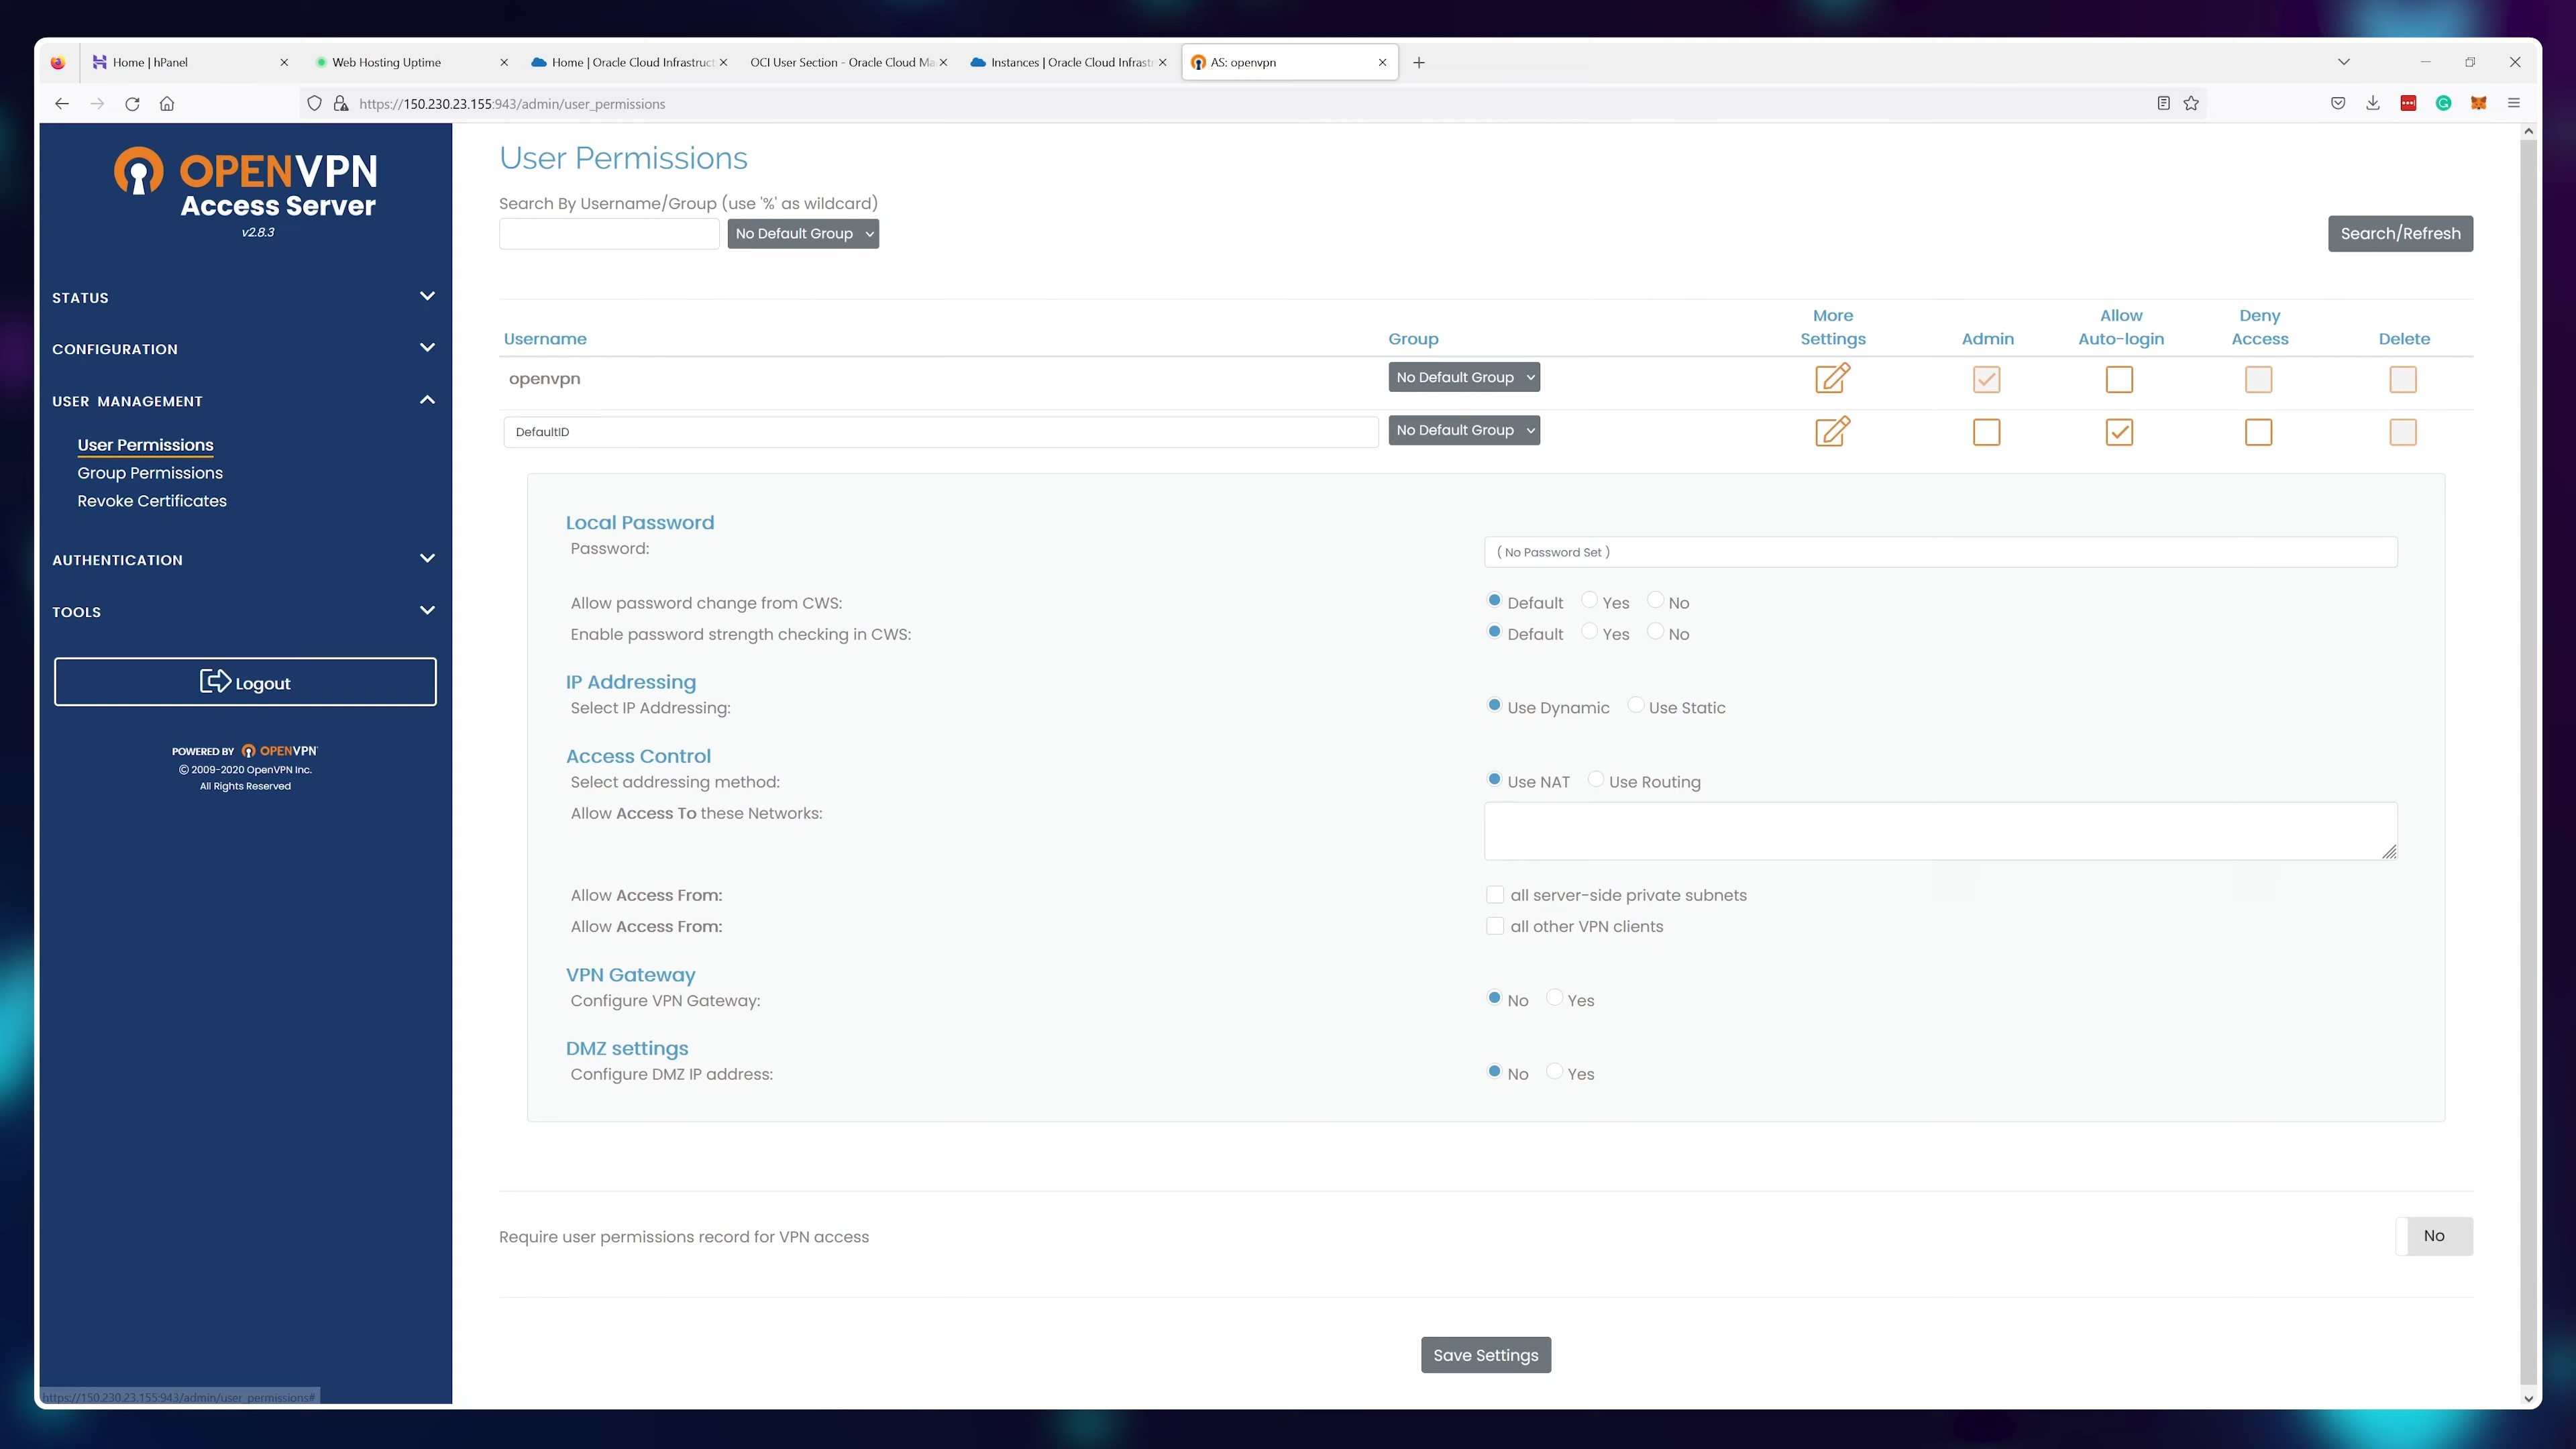 Home | hPanel
Web Hosting Uptime
Home | Oracle Cloud Infrastruct
OCI User Section - Oracle Cloud Ma
Instances | Oracle Cloud Infrastr
AS: openvpn
https://150.230.23.155:943/admin/user_permissions
OPENVPN
Access Server
v2.8.3
STATUS
CONFIGURATION
USER MANAGEMENT
User Permissions
Group Permissions
Revoke Certificates
AUTHENTICATION
TOOLS
Logout
POWERED BY OPENVPN
© 2009-2020 OpenVPN Inc.
All Rights Reserved
https://150.230.23.155:943/admin/user_permissions#
User Permissions
Search By Username/Group (use '%' as wildcard)
No Default Group
Search/Refresh
Username Group More Settings Admin Allow Auto-login Deny Access Delete
openvpn No Default Group
DefaultID No Default Group
Local Password
Password: ( No Password Set )
Allow password change from CWS: Default Yes No
Enable password strength checking in CWS: Default Yes No
IP Addressing
Select IP Addressing: Use Dynamic Use Static
Access Control
Select addressing method: Use NAT Use Routing
Allow Access To these Networks:
Allow Access From: all server-side private subnets
Allow Access From: all other VPN clients
VPN Gateway
Configure VPN Gateway: No Yes
DMZ settings
Configure DMZ IP address: No Yes
Require user permissions record for VPN access No
Save Settings